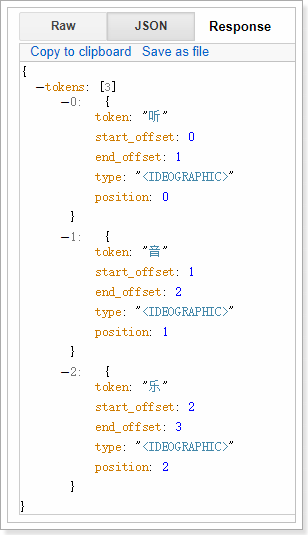 Raw JSON Response
Copy to clipboard Save as file
{
−tokens: [3]
−0: {
token: "听"
start_offset: 0
end_offset: 1
type: "<IDEOGRAPHIC>"
position: 0
}
−1: {
token: "音"
start_offset: 1
end_offset: 2
type: "<IDEOGRAPHIC>"
position: 1
}
−2: {
token: "乐"
start_offset: 2
end_offset: 3
type: "<IDEOGRAPHIC>"
position: 2
}
}